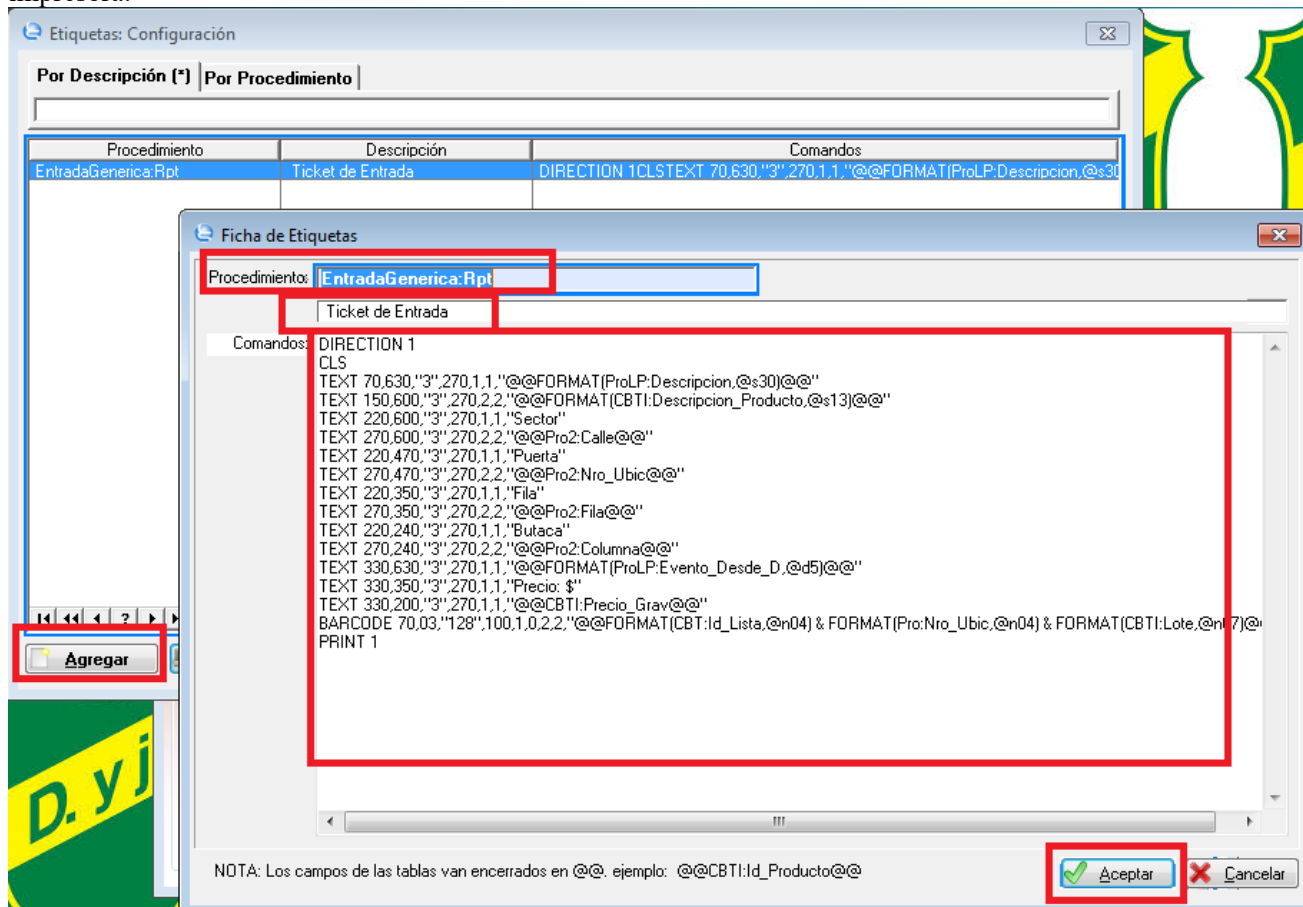 Etiquetas: Configuración
Por Descripción (*) Por Procedimiento
Procedimiento Descripción Comandos
EntradaGenerica:Rpt Ticket de Entrada DIRECTION 1CLSTEXT 70,630,"3",270,1,1,"@@FORMAT(ProLP:Descripcion,@s30
Ficha de Etiquetas
Procedimiento: EntradaGenerica:Rpt
Ticket de Entrada
Comandos: DIRECTION 1
CLS
TEXT 70,630,"3",270,1,1,"@@FORMAT(ProLP:Descripcion,@s30)@@"
TEXT 150,600,"3",270,2,2,"@@FORMAT(CBTI:Descripcion_Producto,@s13)@@"
TEXT 220,600,"3",270,1,1,"Sector"
TEXT 270,600,"3",270,2,2,"@@Pro2:Calle@@"
TEXT 220,470,"3",270,1,1,"Puerta"
TEXT 270,470,"3",270,2,2,"@@Pro2:Nro_Ubic@@"
TEXT 220,350,"3",270,1,1,"Fila"
TEXT 270,350,"3",270,2,2,"@@Pro2:Fila@@"
TEXT 220,240,"3",270,1,1,"Butaca"
TEXT 270,240,"3",270,2,2,"@@Pro2:Columna@@"
TEXT 330,630,"3",270,1,1,"@@FORMAT(ProLP:Evento_Desde_D,@d5)@@"
TEXT 330,350,"3",270,1,1,"Precio: $"
TEXT 330,200,"3",270,1,1,"@@CBTI:Precio_Grav@@"
BARCODE 70,03,"128",100,1,0,2,2,"@@FORMAT(CBT:Id_Lista,@n04) & FORMAT(Pro:Nro_Ubic,@n04) & FORMAT(CBTI:Lote,@n07)@
PRINT 1
Agregar
D. y j
NOTA: Los campos de las tablas van encerrados en @@. ejemplo: @@CBTI:Id_Producto@@
Aceptar Cancelar